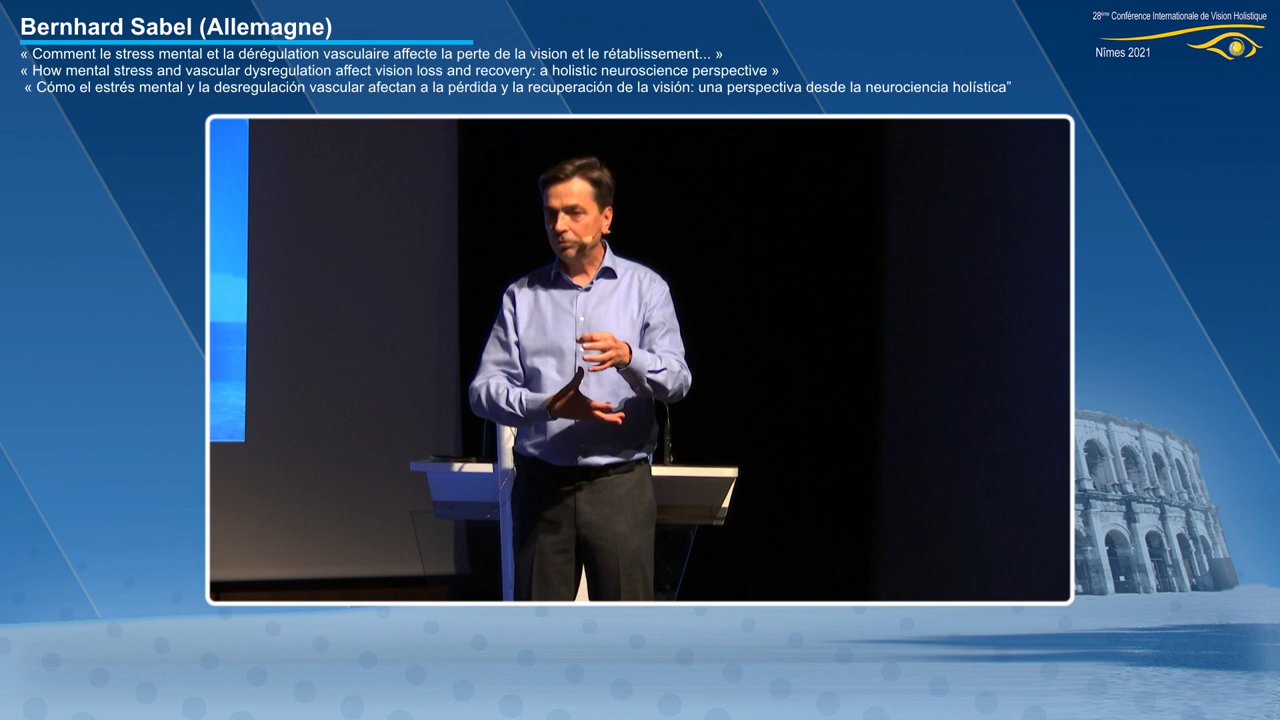 Bernhard Sabel (Allemagne)
« Comment le stress mental et la dérégulation vasculaire affecte la perte de la vision et le rétablissement... »
« How mental stress and vascular dysregulation affect vision loss and recovery: a holistic neuroscience perspective »
« Cómo el estrés mental y la desregulación vascular afectan a la pérdida y la recuperación de la visión: una perspectiva desde la neurociencia holística”
28ème Conférence Internationale de Vision Holistique
Nîmes 2021